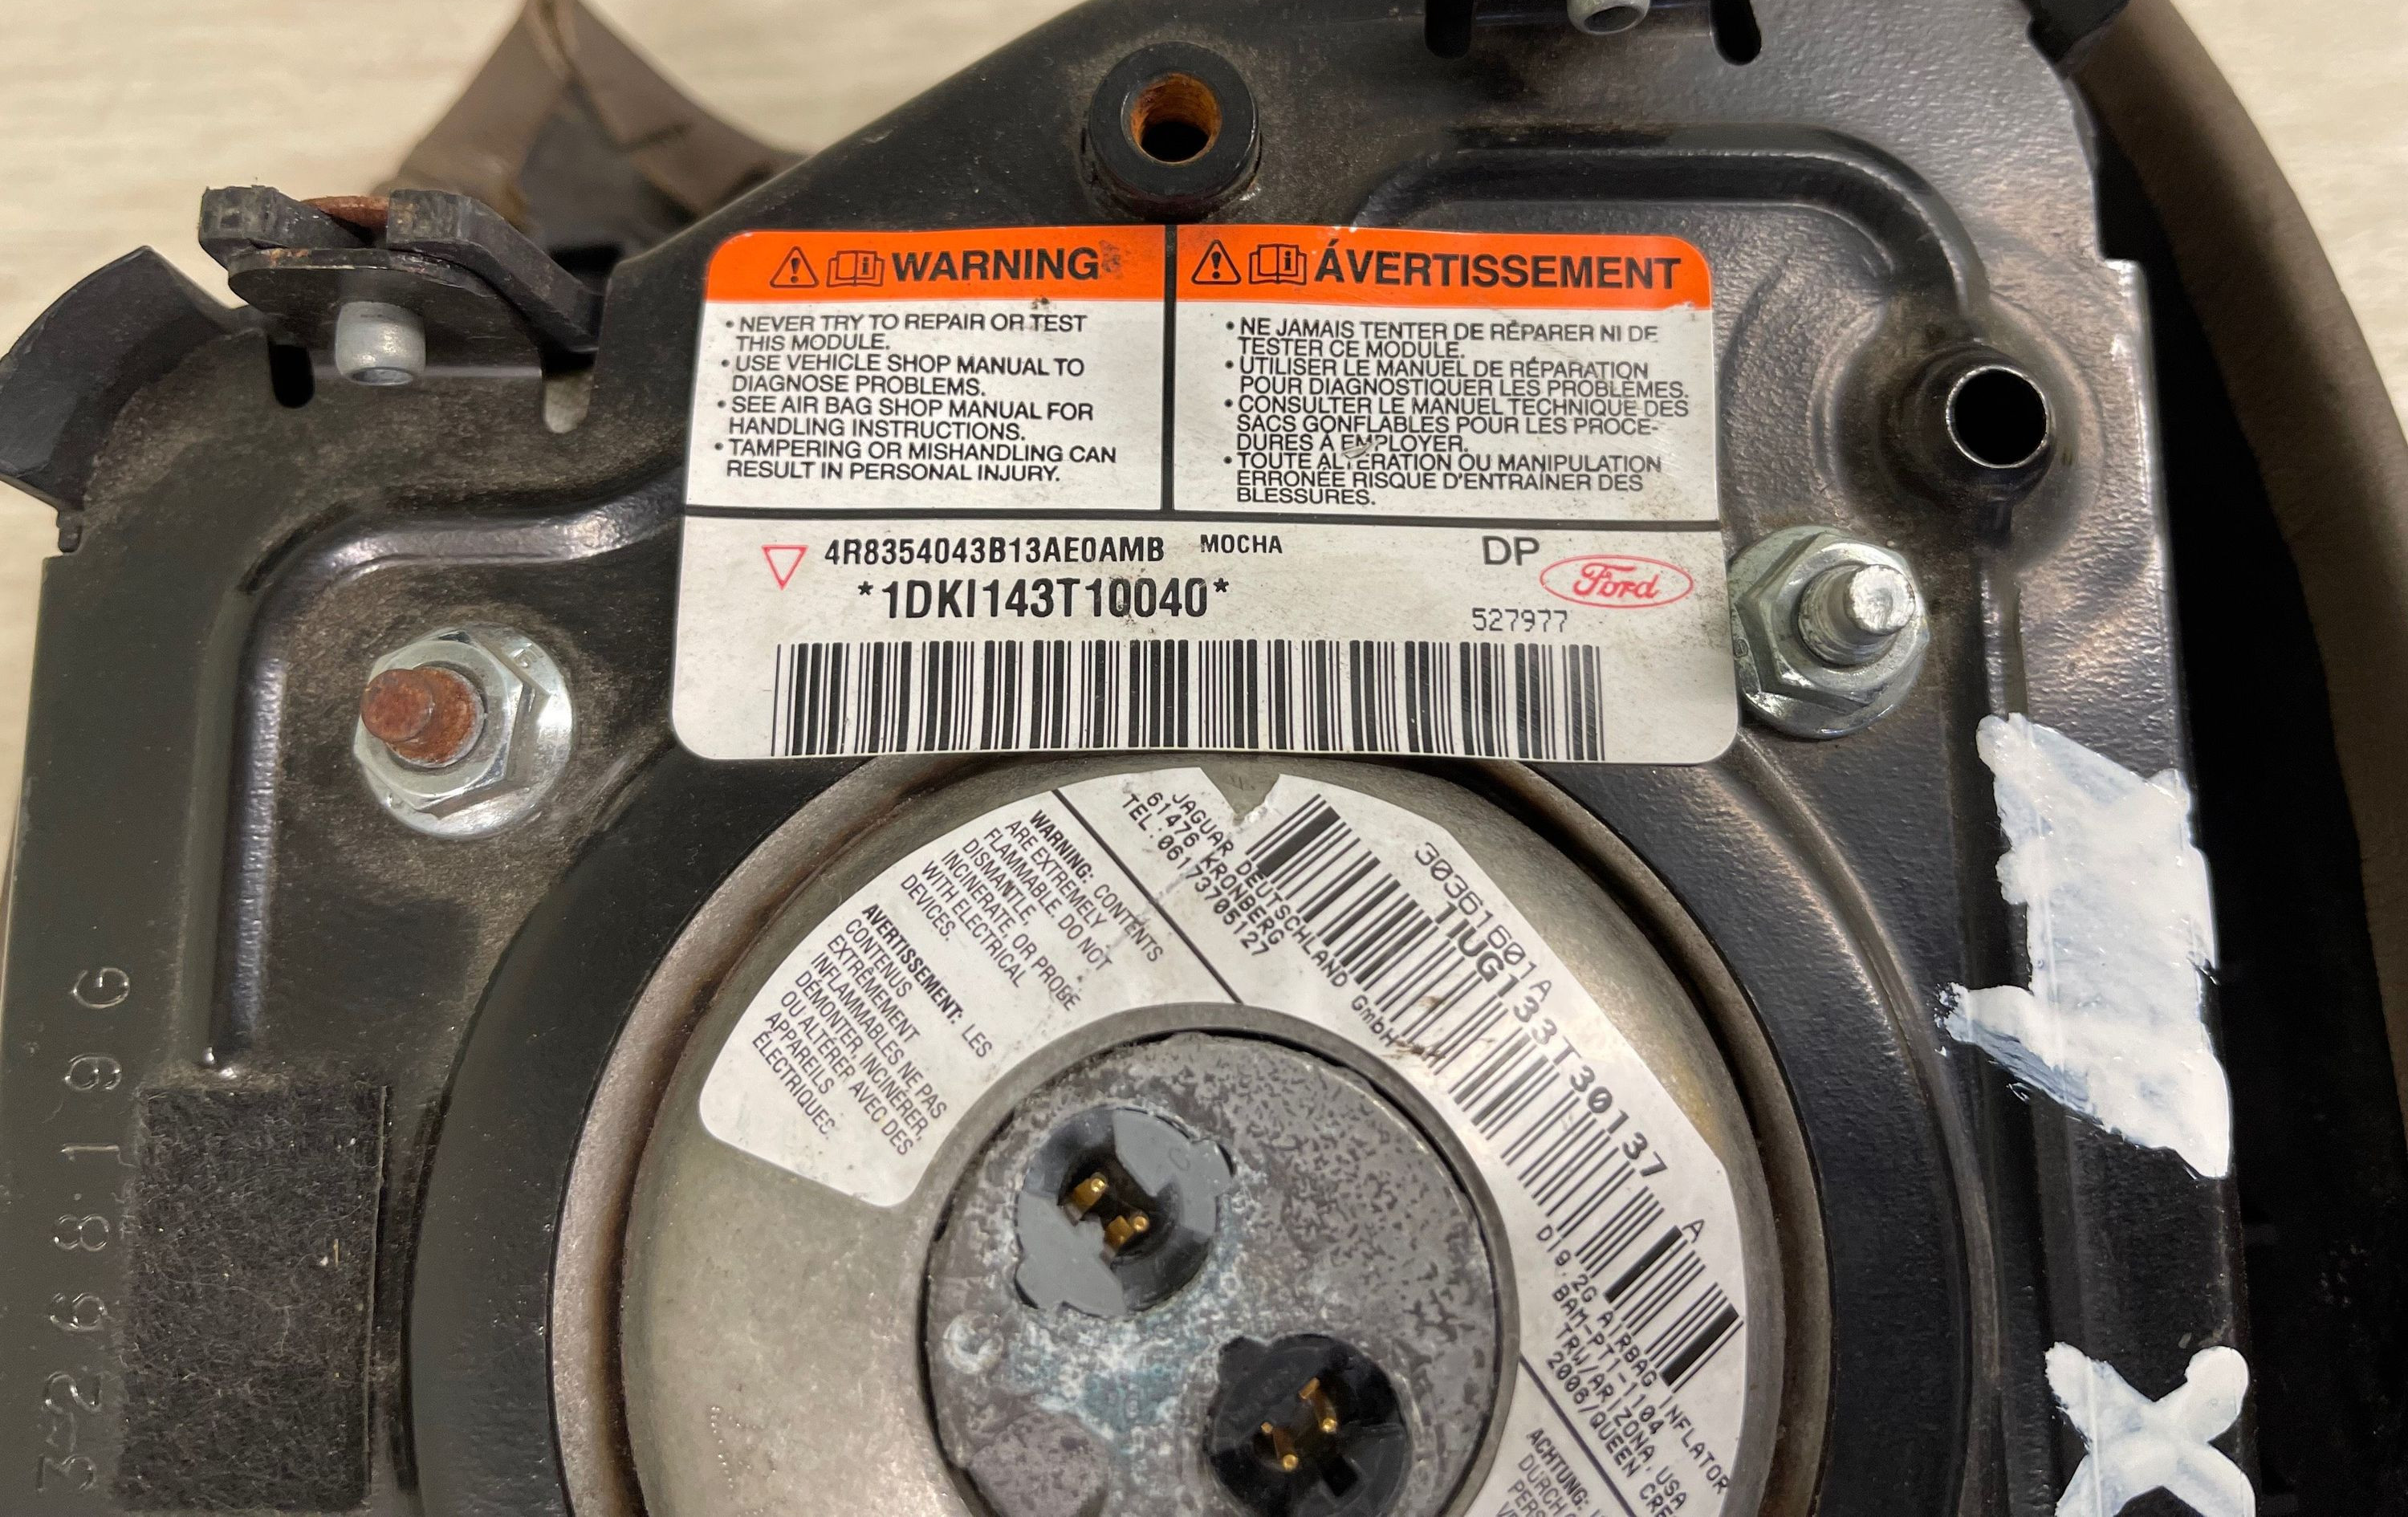 WARNING
• NEVER TRY TO REPAIR OR TEST
THIS MODULE.
• USE VEHICLE SHOP MANUAL TO
DIAGNOSE PROBLEMS.
• SEE AIR BAG SHOP MANUAL FOR
HANDLING INSTRUCTIONS.
• TAMPERING OR MISHANDLING CAN
RESULT IN PERSONAL INJURY.
ÁVERTISSEMENT
• NE JAMAIS TENTER DE RÉPARER NI DE
TESTER CE MODULE.
• UTILISER LE MANUEL DE RÉPARATION
POUR DIAGNOSTIQUER LES PROBLÈMES.
• CONSULTER LE MANUEL TECHNIQUE DES
SACS GONFLABLES POUR LES PROCE-
DURES À EMPLOYER.
• TOUTE ALTERATION OU MANIPULATION
ERRONÉE RISQUE D'ENTRAÎNER DES
BLESSURES.
4R8354043B13AE0AMB MOCHA
DP
Ford
*1DKI143T10040*
527977
WARNING: CONTENTS
ARE EXTREMELY
FLAMMABLE. DO NOT
DISMANTLE,
INCINERATE, OR PROBE
WITH ELECTRICAL
DEVICES.
AVERTISSEMENT: LES
CONTENUS
EXTRÊMEMENT
INFLAMMABLES NE PAS
DÉMONTER, INCINÉRER,
OU ALTÉRER AVEC DES
APPAREILS
ÉLECTRIQUES.
JAGUAR DEUTSCHLAND GmbH
61476 KRONBERG
TEL:06173705127
30361601A
11UG133T30137 A
D19.2G AIRBAG INFLATOR
BAM-PT1-1104
TRW/ARIZONA, USA
2008/QUEEN CRE
ACHTUNG:
DURCH
PERS
326819G